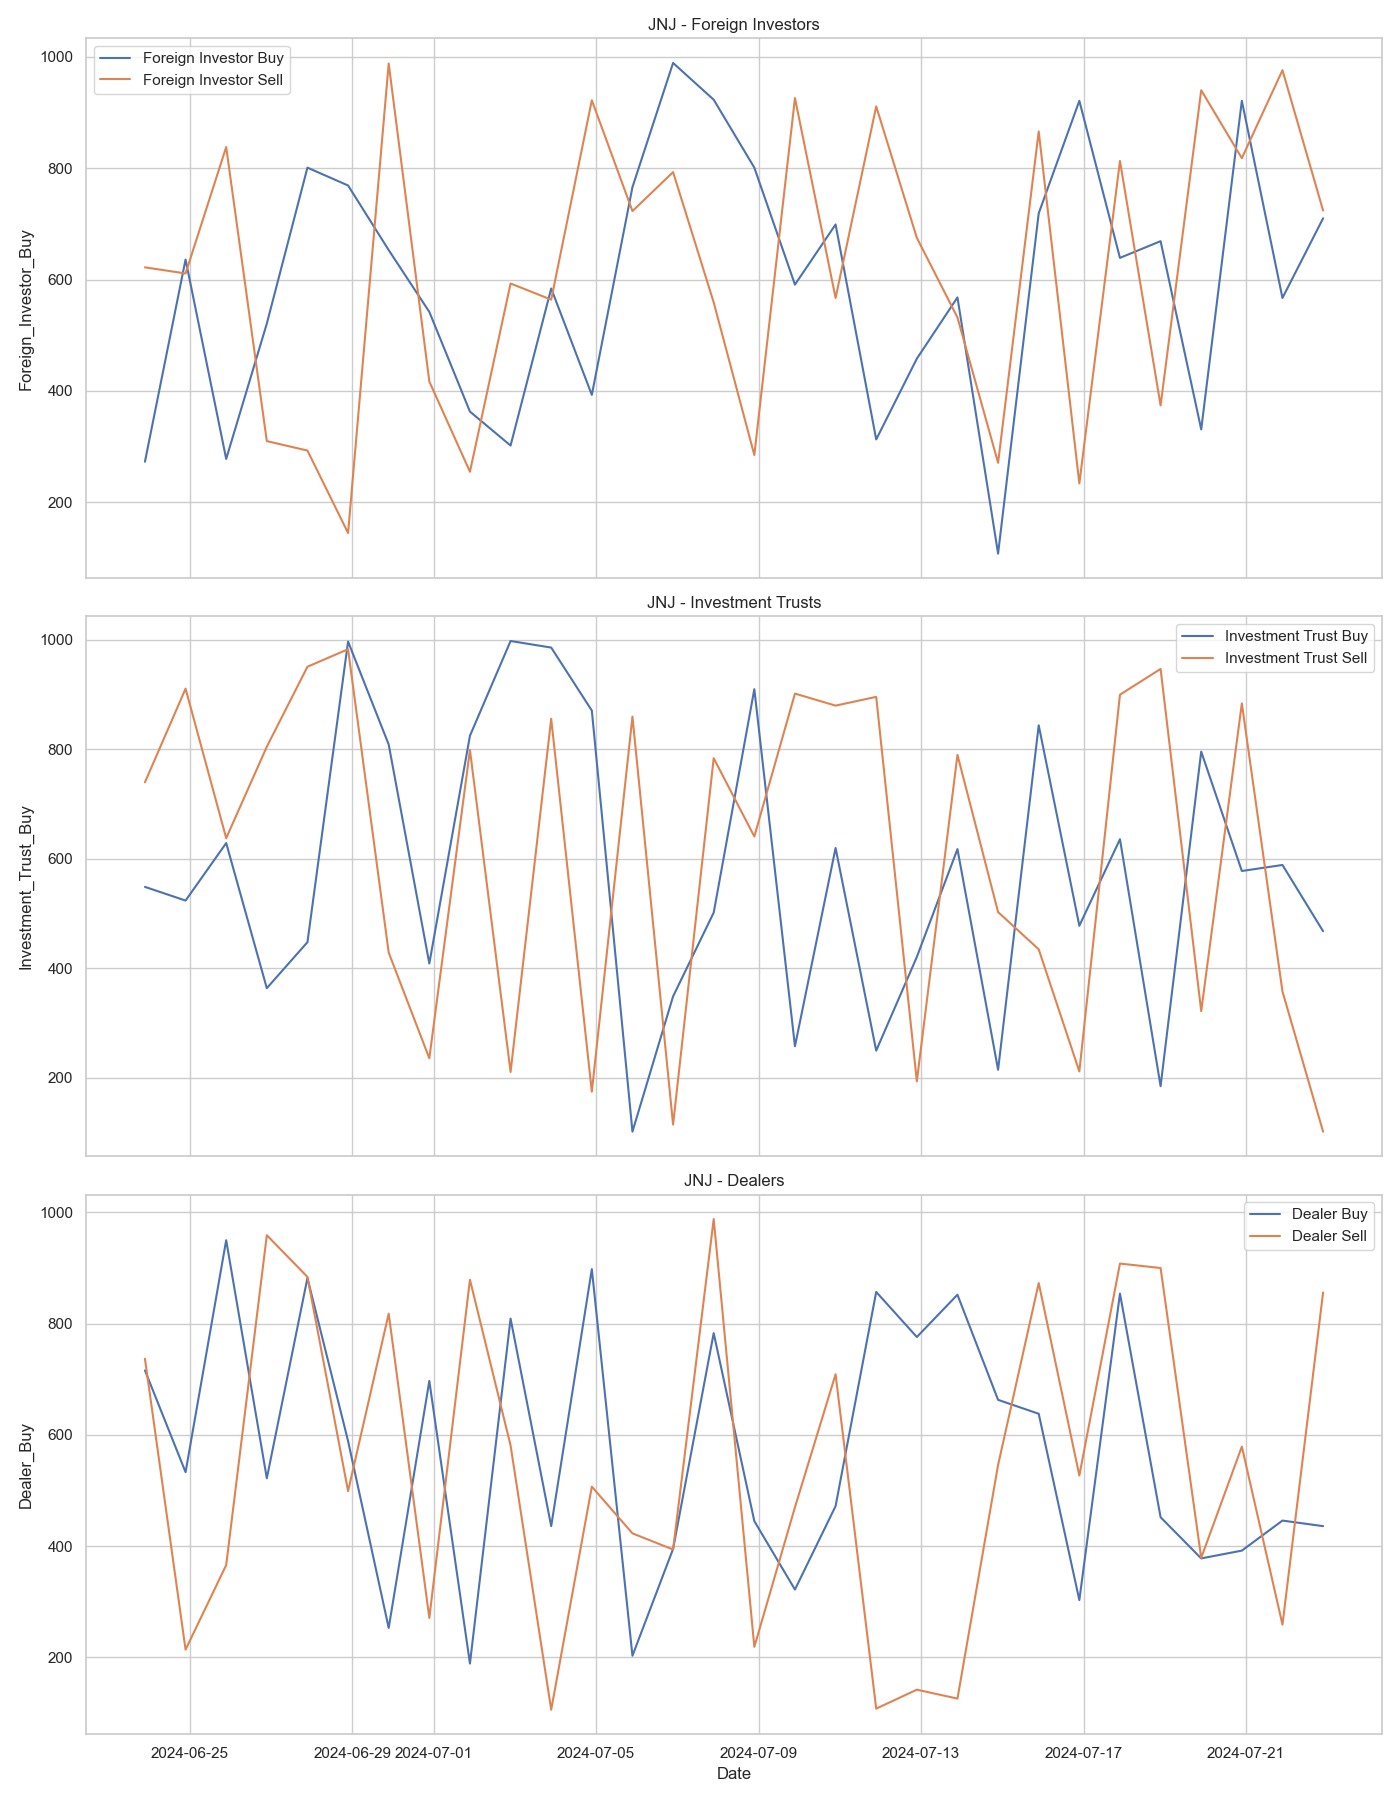 JNJ - Foreign Investors
Foreign Investor Buy
Foreign Investor Sell
1000
800
600
400
200
Foreign_Investor_Buy
JNJ - Investment Trusts
Investment Trust Buy
Investment Trust Sell
1000
800
600
400
200
Investment_Trust_Buy
JNJ - Dealers
Dealer Buy
Dealer Sell
1000
800
600
400
200
Dealer_Buy
2024-06-25 2024-06-29 2024-07-01 2024-07-05 2024-07-09 2024-07-13 2024-07-17 2024-07-21
Date